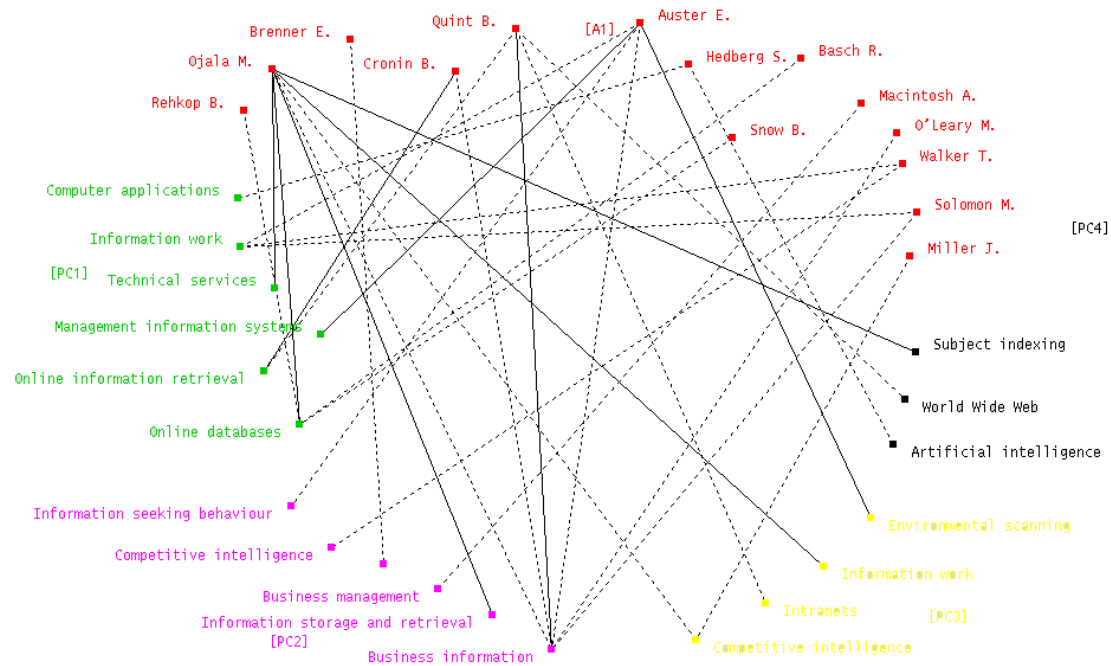 Quint B.
Auster E.
[A1]
Brenner E.
Ojala M.
Cronin B.
Hedberg S.
Basch R.
Rehkop B.
Macintosh A.
O'Leary M.
Snow B.
Walker T.
Computer applications
Solomon M.
[PC4]
Information work
Miller J.
[PC1]
Technical services
Management information systems
Subject indexing
Online information retrieval
World Wide Web
Online databases
Artificial intelligence
Information seeking behaviour
Environmental scanning
Competitive intelligence
Information work
Business management
Intranets
[PC3]
Information storage and retrieval
[PC2]
Competitive intelligence
Business information